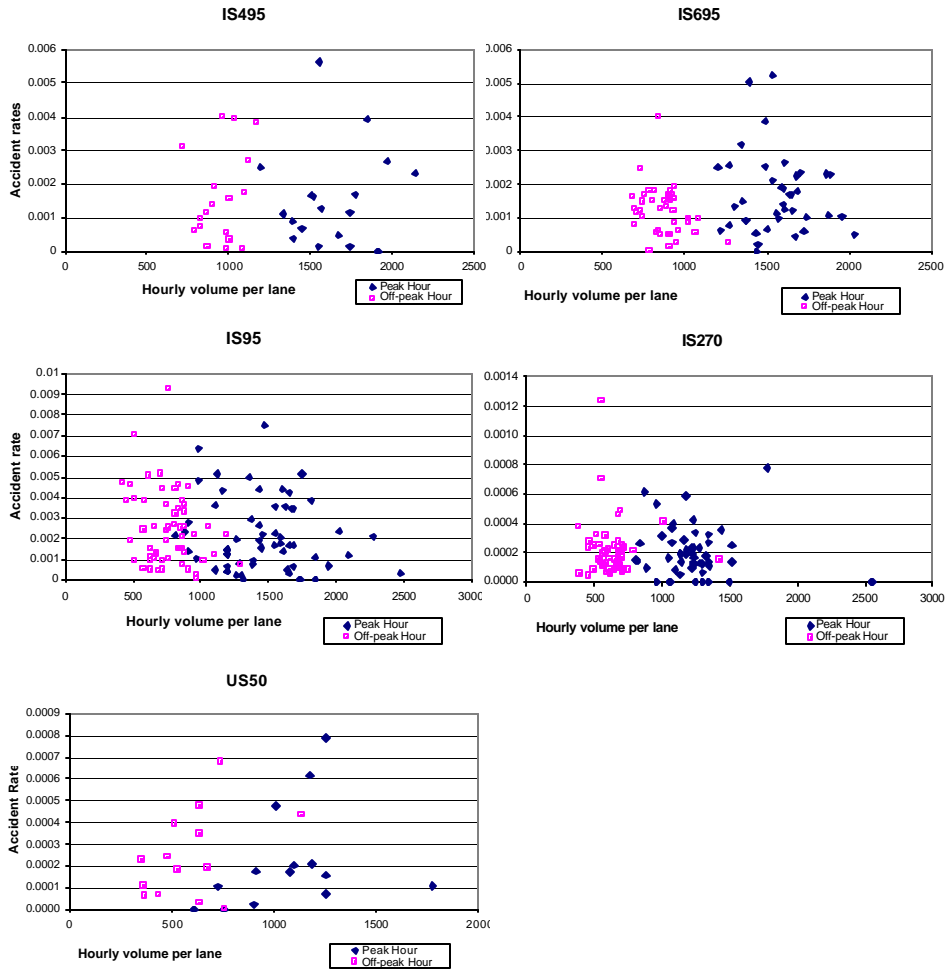 IS495
0.006
0.005
0.004
0.003
0.002
0.001
0
Accident rates
0 500 1000 1500 2000 2500
Hourly volume per lane
Peak Hour
Off-peak Hour
IS695
0.006
0.005
0.004
0.003
0.002
0.001
0
0 500 1000 1500 2000 2500
Hourly volume per lane
Peak Hour
Off-peak Hour
IS95
0.01
0.009
0.008
0.007
0.006
0.005
0.004
0.003
0.002
0.001
0
Accident rate
0 500 1000 1500 2000 2500 3000
Hourly volume per lane
Peak Hour
Off-peak Hour
IS270
0.0014
0.0012
0.0010
0.0008
0.0006
0.0004
0.0002
0.0000
0 500 1000 1500 2000 2500 3000
Hourly volume per lane
Peak Hour
Off-peak Hour
US50
0.0009
0.0008
0.0007
0.0006
0.0005
0.0004
0.0003
0.0002
0.0001
0.0000
Accident Rate
0 500 1000 1500 2000
Hourly volume per lane
Peak Hour
Off-peak Hour